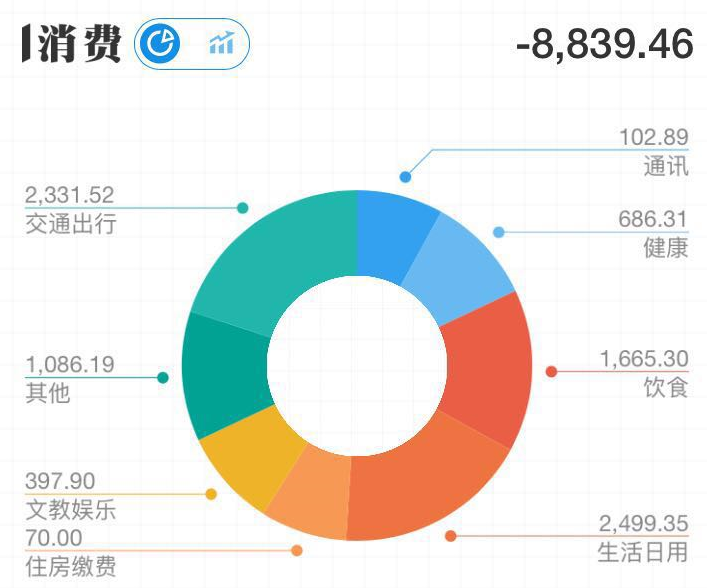 消费
-8,839.46
102.89
通讯
686.31
健康
1,665.30
饮食
2,499.35
生活日用
2,331.52
交通出行
1,086.19
其他
397.90
文教娱乐
70.00
住房缴费